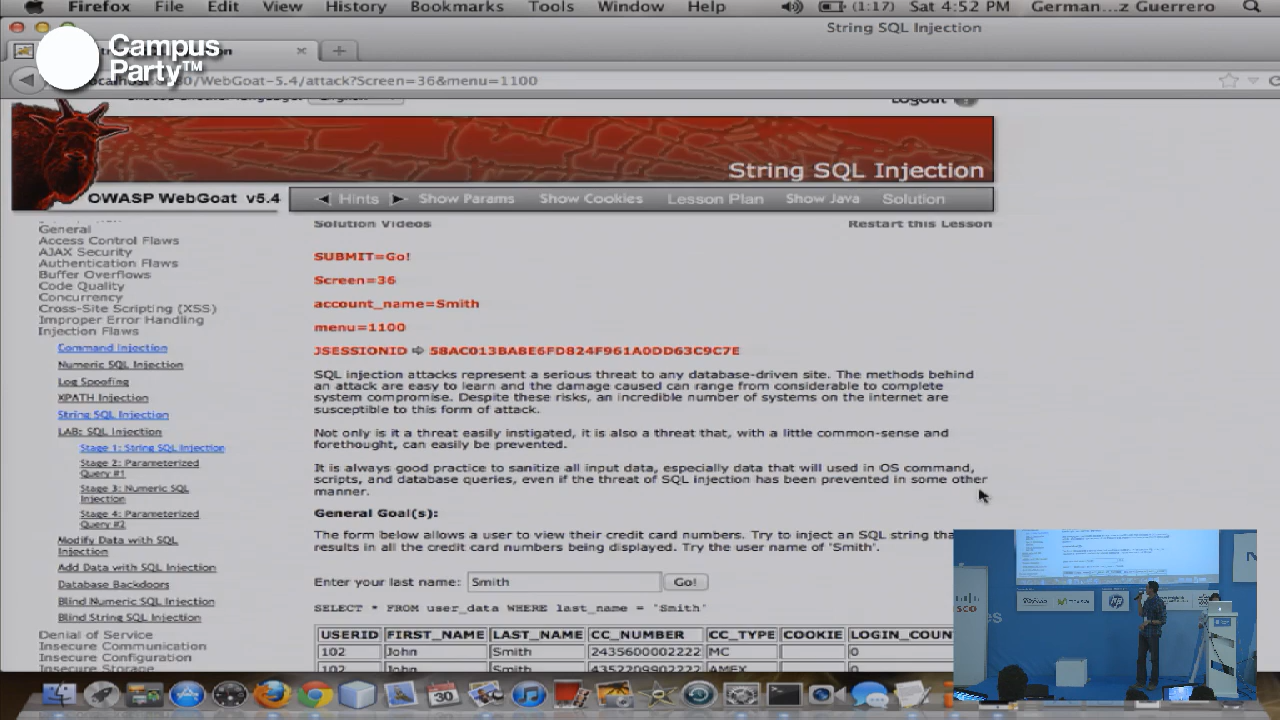 Firefox File Edit View History Bookmarks Tools Window Help (1:17) Sat 4:52 PM German...z Guerrero
String SQL Injection
Campus
Party™
/WebGoat-5.4/attack?Screen=36&menu=1100
Logout
String SQL Injection
OWASP WebGoat v5.4
Hints Show Params Show Cookies Lesson Plan Show Java Solution
Solution Videos
Restart this Lesson
General
Access Control Flaws
AJAX Security
Authentication Flaws
Buffer Overflows
Code Quality
Concurrency
Cross-Site Scripting (XSS)
Improper Error Handling
Injection Flaws
Command Injection
Numeric SQL Injection
Log Spoofing
XPATH Injection
String SQL Injection
LAB: SQL Injection
Stage 1: String SQL Injection
Stage 2: Parameterized
Query #1
Stage 3: Numeric SQL
Injection
Stage 4: Parameterized
Query #2
Modify Data with SQL
Injection
Add Data with SQL Injection
Database Backdoors
Blind Numeric SQL Injection
Blind String SQL Injection
Denial of Service
Insecure Communication
Insecure Configuration
Insecure Storage
SUBMIT=Go!
Screen=36
account_name=Smith
menu=1100
JSESSIONID ⇨ 58AC013BABE6FD824F961A0DD63C9C7E
SQL injection attacks represent a serious threat to any database-driven site. The methods behind
an attack are easy to learn and the damage caused can range from considerable to complete
system compromise. Despite these risks, an incredible number of systems on the internet are
susceptible to this form of attack.
Not only is it a threat easily instigated, it is also a threat that, with a little common-sense and
forethought, can easily be prevented.
It is always good practice to sanitize all input data, especially data that will used in OS command,
scripts, and database queries, even if the threat of SQL injection has been prevented in some other
manner.
General Goal(s):
The form below allows a user to view their credit card numbers. Try to inject an SQL string tha
results in all the credit card numbers being displayed. Try the user name of 'Smith'.
Enter your last name: Smith Go!
SELECT * FROM user_data WHERE last_name = 'Smith'
USERID FIRST_NAME LAST_NAME CC_NUMBER CC_TYPE COOKIE LOGIN_COUN
102 John Smith 2435600002222 MC 0
102 John Smith 4352209902222 AMEX 0
30
hp